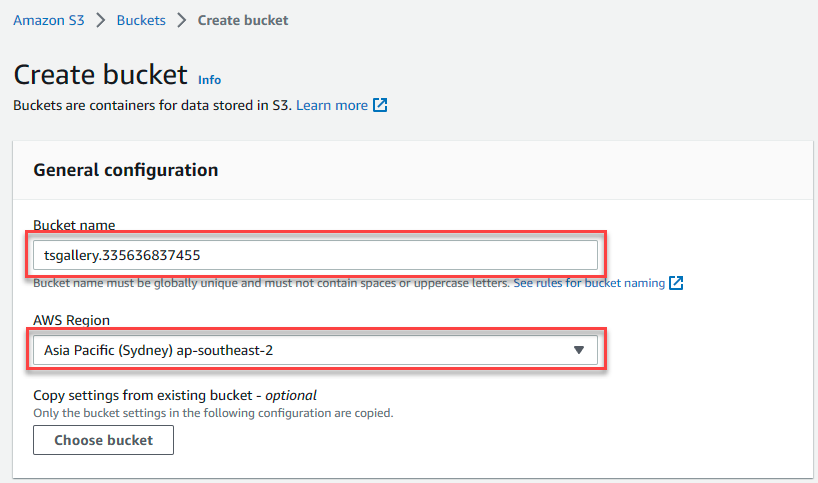 Amazon S3 > Buckets > Create bucket
Create bucket Info
Buckets are containers for data stored in S3. Learn more
General configuration
Bucket name
tsgallery.335636837455
Bucket name must be globally unique and must not contain spaces or uppercase letters. See rules for bucket naming
AWS Region
Asia Pacific (Sydney) ap-southeast-2
Copy settings from existing bucket - optional
Only the bucket settings in the following configuration are copied.
Choose bucket